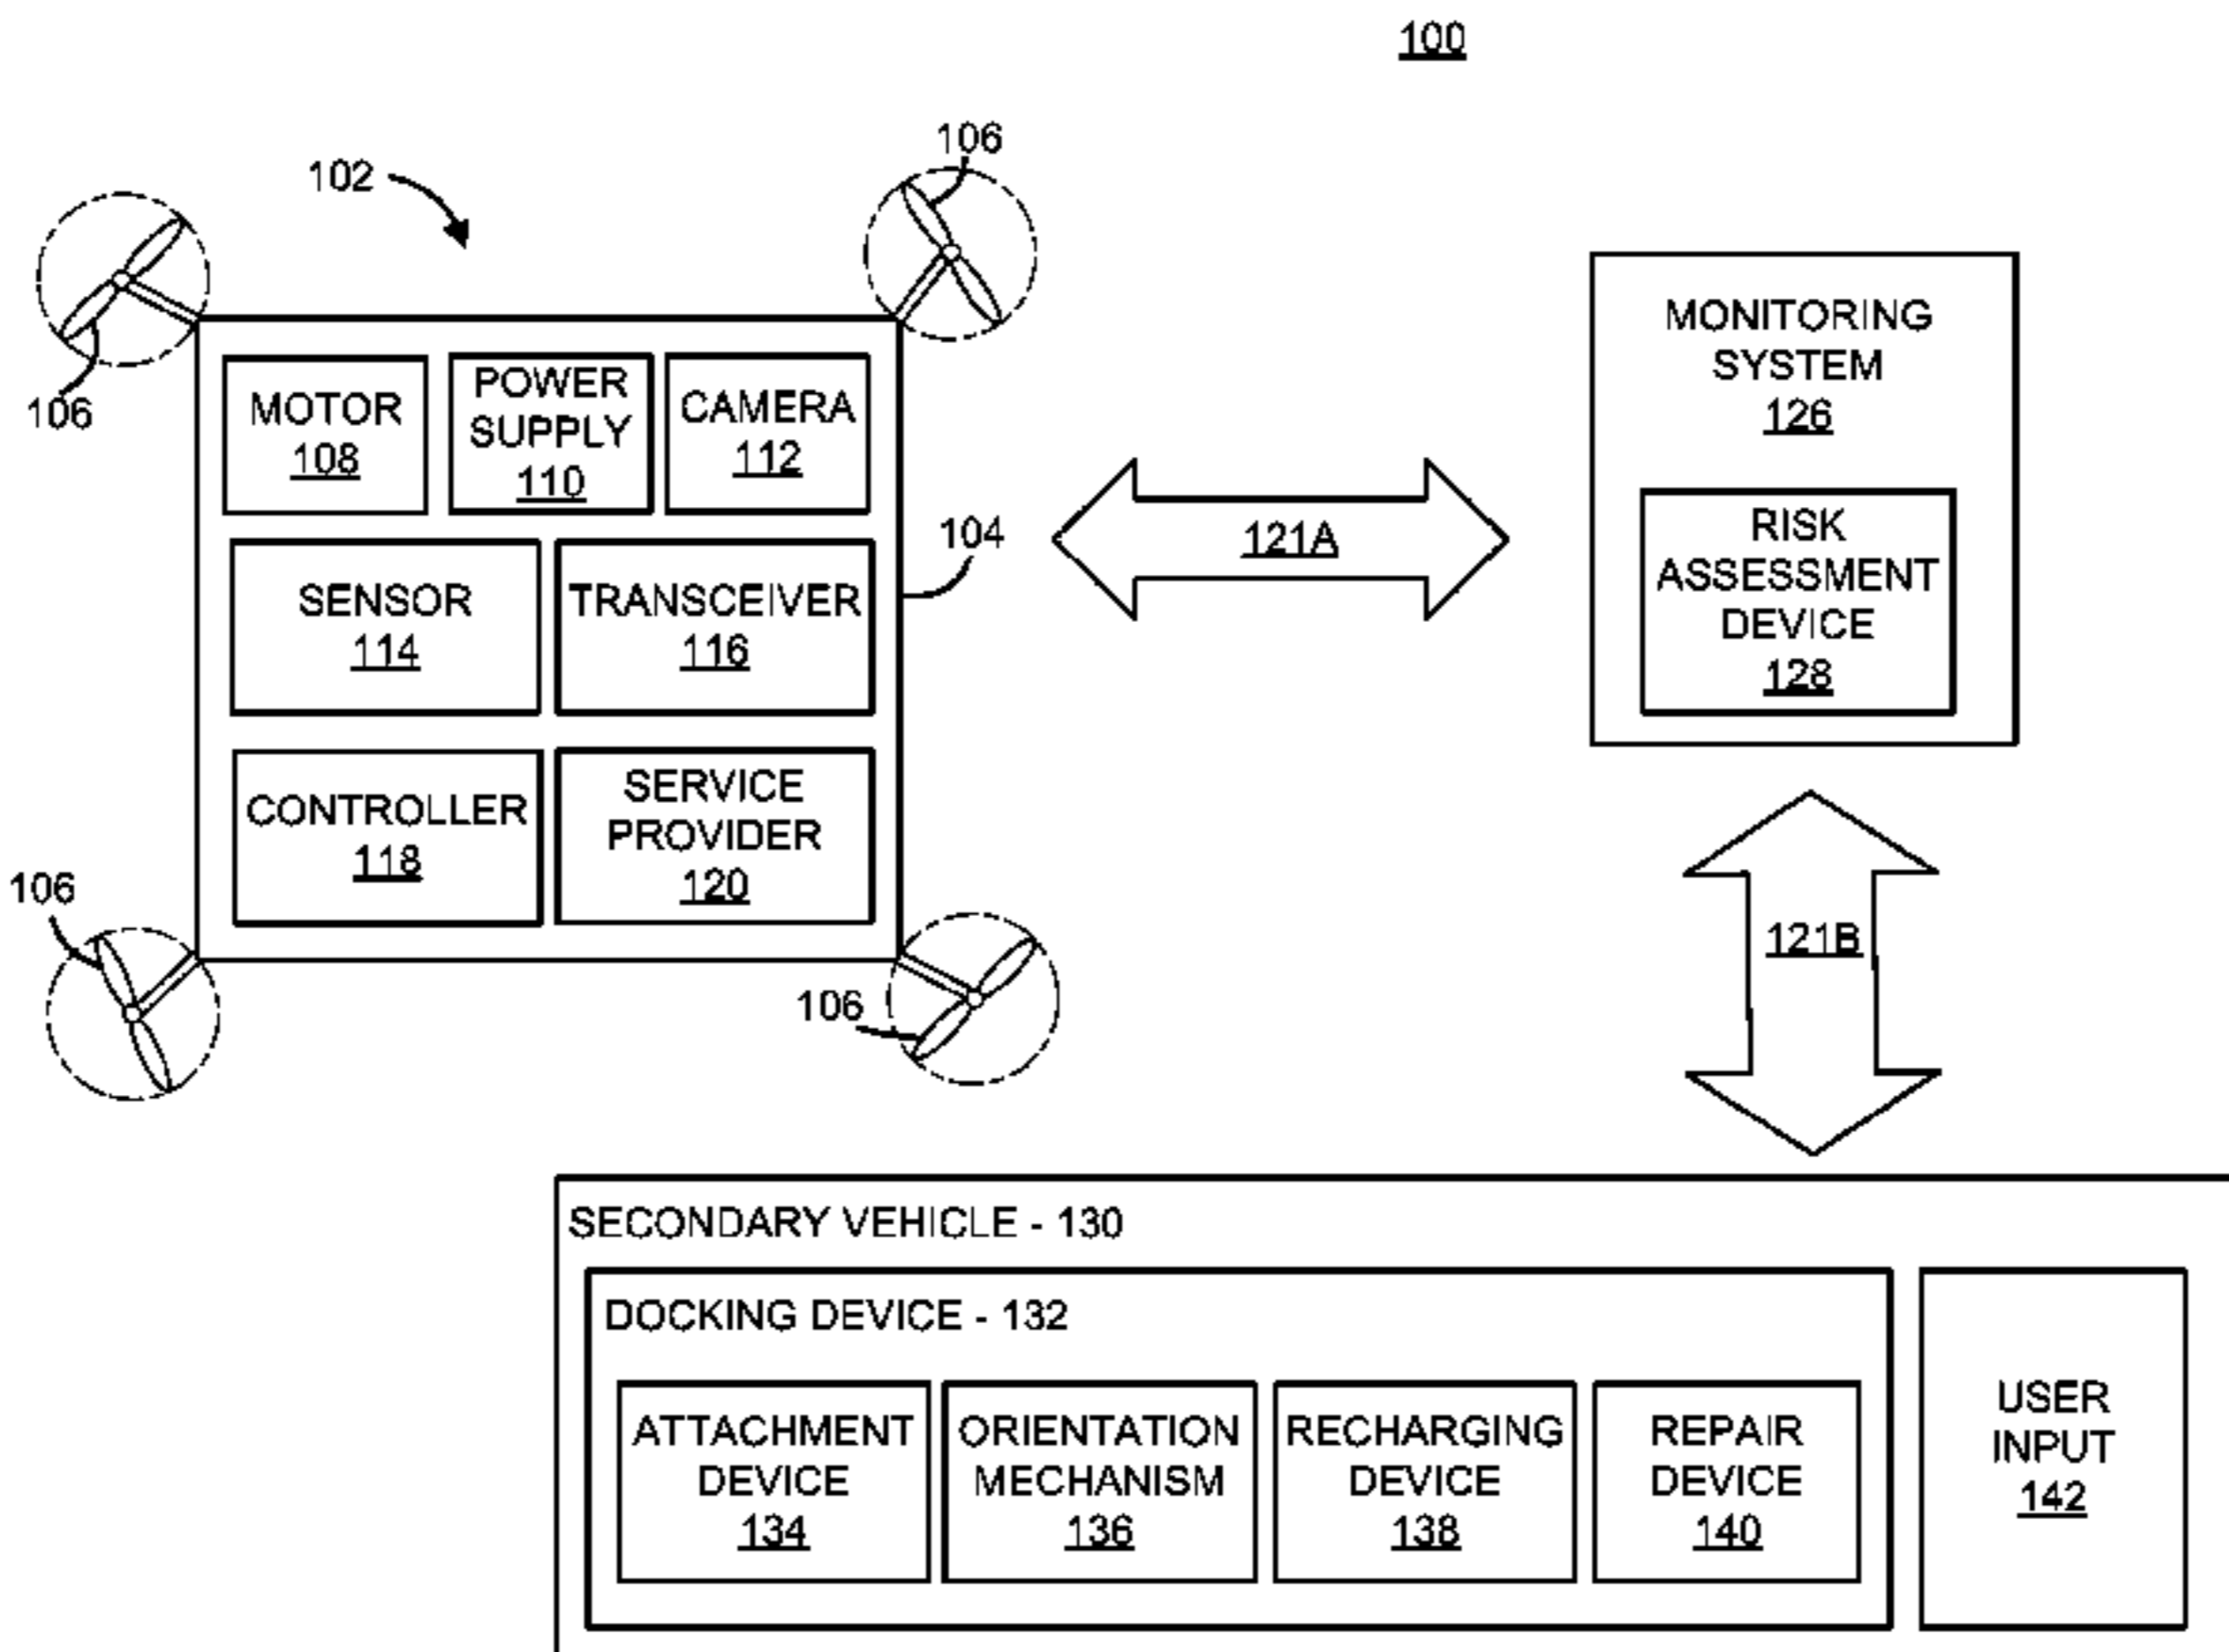 100
102
106
106
MOTOR
108
POWER
SUPPLY
110
CAMERA
112
SENSOR
114
TRANSCEIVER
116
104
CONTROLLER
118
SERVICE
PROVIDER
120
106
106
121A
MONITORING
SYSTEM
126
RISK
ASSESSMENT
DEVICE
128
121B
SECONDARY VEHICLE - 130
DOCKING DEVICE - 132
ATTACHMENT
DEVICE
134
ORIENTATION
MECHANISM
136
RECHARGING
DEVICE
138
REPAIR
DEVICE
140
USER
INPUT
142